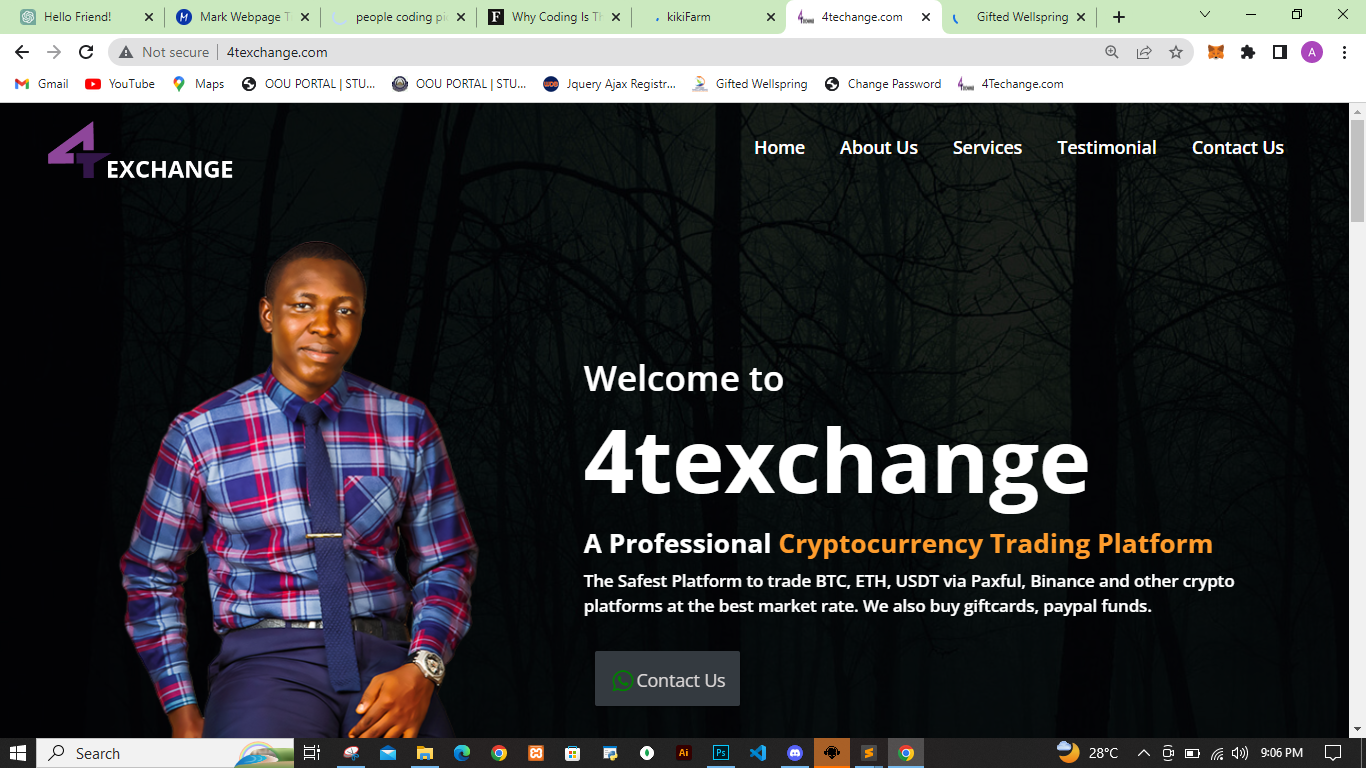 Hello Friend!
Mark Webpage T
people coding pi
Why Coding Is Th
kikiFarm
4techange.com
Gifted Wellspring
Not secure
4texchange.com
A
Gmail
YouTube
Maps
OOU PORTAL | STU...
OOU PORTAL | STU...
Jquery Ajax Registr...
Gifted Wellspring
Change Password
4Techange.com
4T EXCHANGE
Home
About Us
Services
Testimonial
Contact Us
Welcome to
4texchange
A Professional Cryptocurrency Trading Platform
The Safest Platform to trade BTC, ETH, USDT via Paxful, Binance and other crypto
platforms at the best market rate. We also buy giftcards, paypal funds.
Contact Us
Search
Ai
Ps
28°C
9:06 PM